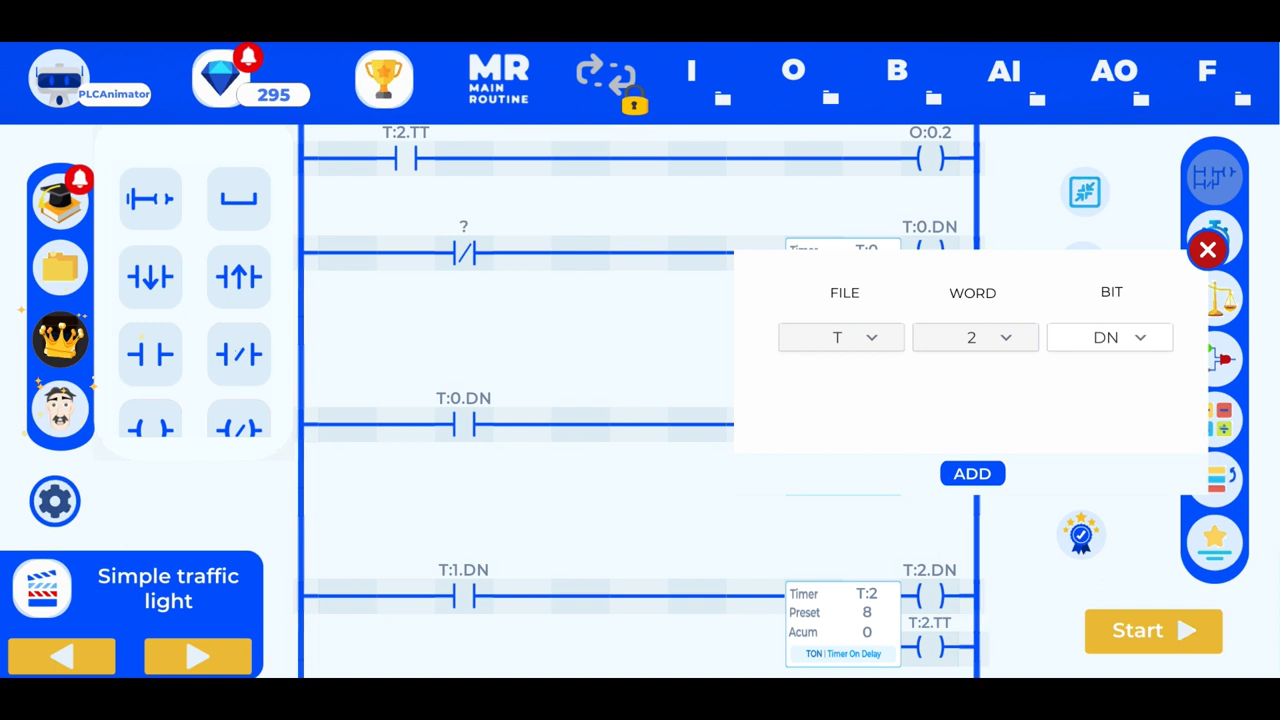 PLCAnimator
295
MR
MAIN
ROUTINE
I
O
B
AI
AO
F
T:2.TT
O:0.2
?
T:0.DN
FILE
WORD
BIT
T
2
DN
ADD
T:0.DN
T:1.DN
T:2.DN
Timer T:2
Preset 8
Acum 0
TON | Timer On Delay
T:2.TT
Simple traffic
light
Start